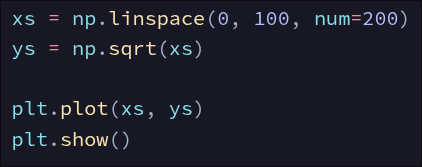 xs = np.linspace(0, 100, num=200)
ys = np.sqrt(xs)

plt.plot(xs, ys)
plt.show()